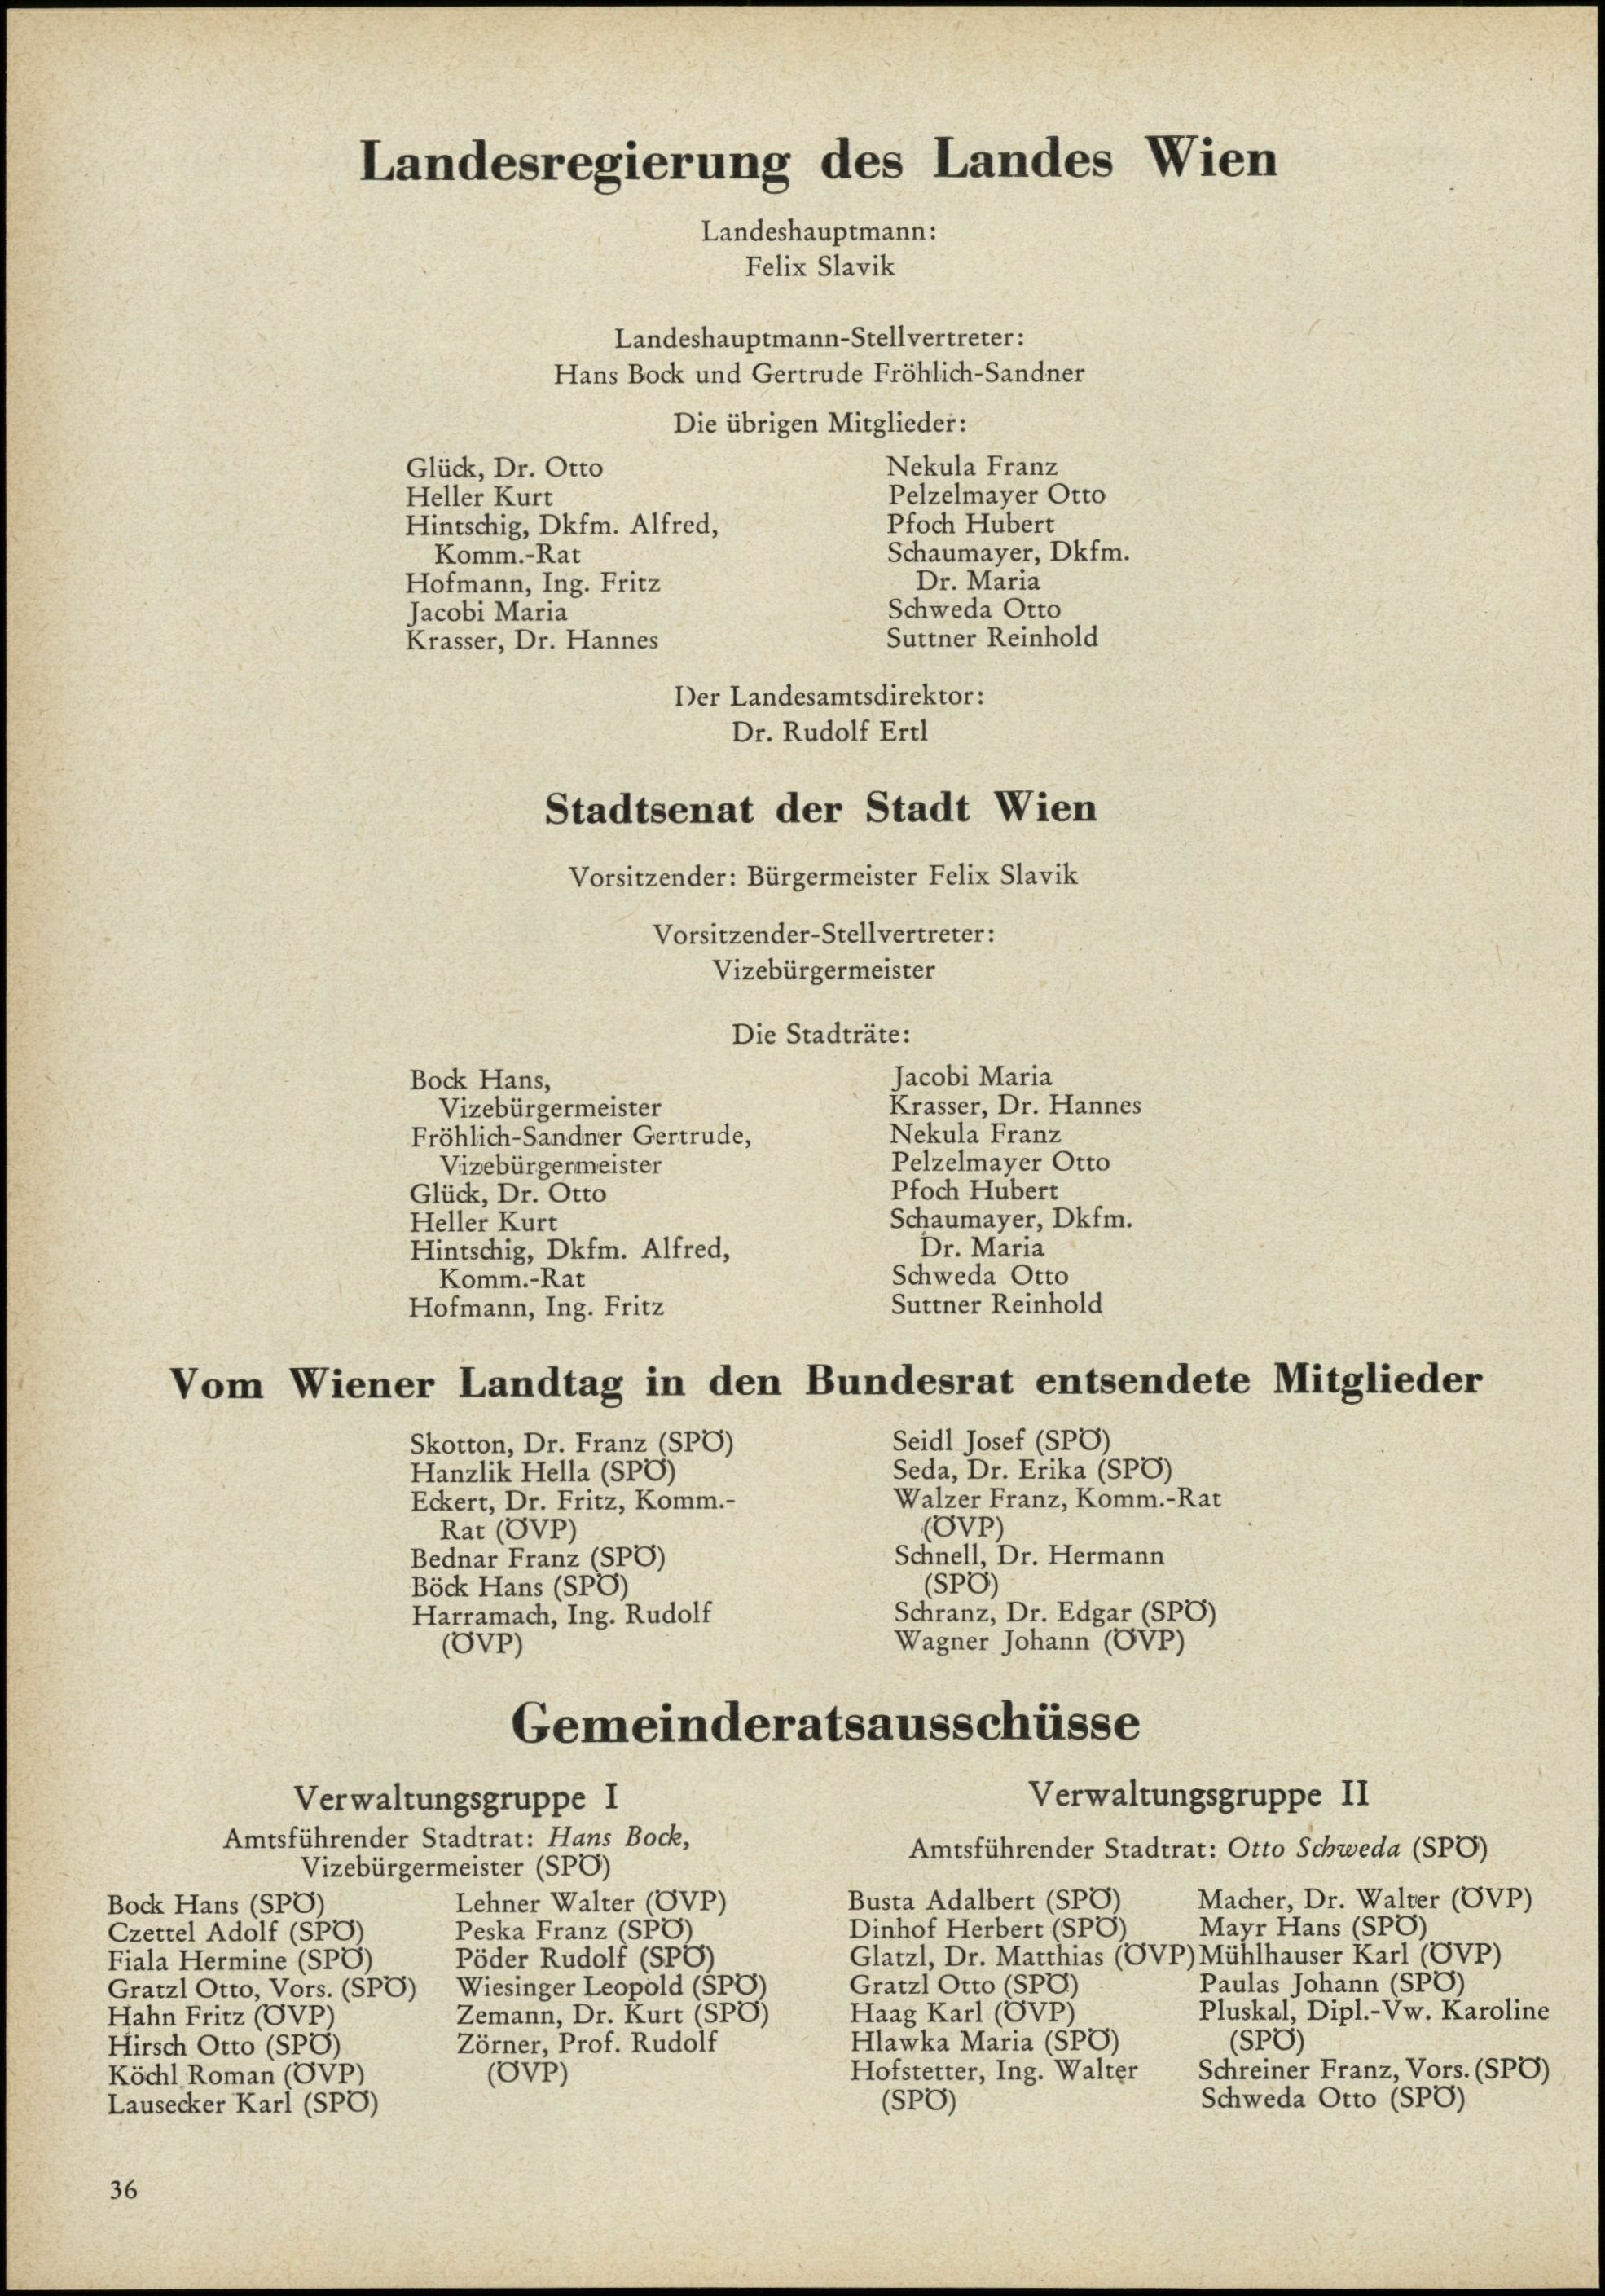 Landesregierung des Landes Wien
Landeshauptmann:
Felix Slavik
Landeshauptmann-Stellvertreter:
Hans Bock und Gertrude Fröhlich-Sandner
Die übrigen Mitglieder:
Glück, Dr. Otto
Heller Kurt
Hintschig, Dkfm. Alfred,
Komm.-Rat
Hofmann, Ing. Fritz
Jacobi Maria
Krasser, Dr. Hannes
Nekula Franz
Pelzelmayer Otto
Pfoch Hubert
Schaumayer, Dkfm.
Dr. Maria
Schweda Otto
Suttner Reinhold
Der Landesamtsdirektor:
Dr. Rudolf Ertl
Stadtsenat der Stadt Wien
Vorsitzender: Bürgermeister Felix Slavik
Vorsitzender-Stellvertreter:
Vizebürgermeister
Die Stadträte:
Bock Hans,
Vizebürgermeister
Fröhlich-Sandner Gertrude,
Vizebürgermeister
Glück, Dr. Otto
Heller Kurt
Hintschig, Dkfm. Alfred,
Komm.-Rat
Hofmann, Ing. Fritz
Jacobi Maria
Krasser, Dr. Hannes
Nekula Franz
Pelzelmayer Otto
Pfoch Hubert
Schaumayer, Dkfm.
Dr. Maria
Schweda Otto
Suttner Reinhold
Vom Wiener Landtag in den Bundesrat entsendete Mitglieder
Skotton, Dr. Franz (SPÖ)
Hanzlik Hella (SPÖ)
Eckert, Dr. Fritz, Komm.-
Rat (ÖVP)
Bednar Franz (SPÖ)
Böck Hans (SPÖ)
Harramach, Ing. Rudolf
(ÖVP)
Seidl Josef (SPÖ)
Seda, Dr. Erika (SPÖ)
Walzer Franz, Komm.-Rat
(ÖVP)
Schnell, Dr. Hermann
(SPÖ)
Schranz, Dr. Edgar (SPÖ)
Wagner Johann (ÖVP)
Gemeinderatsausschüsse
Verwaltungsgruppe I
Amtsführender Stadtrat: Hans Bock,
Vizebürgermeister (SPÖ)
Bock Hans (SPÖ)
Czettel Adolf (SPÖ)
Fiala Hermine (SPÖ)
Gratzl Otto, Vors. (SPÖ)
Hahn Fritz (ÖVP)
Hirsch Otto (SPÖ)
Köchl Roman (ÖVP)
Lausecker Karl (SPÖ)
Lehner Walter (ÖVP)
Peska Franz (SPÖ)
Pöder Rudolf (SPÖ)
Wiesinger Leopold (SPÖ)
Zemann, Dr. Kurt (SPÖ)
Zörner, Prof. Rudolf
(ÖVP)
Verwaltungsgruppe II
Amtsführender Stadtrat: Otto Schweda (SPÖ)
Busta Adalbert (SPÖ)
Dinhof Herbert (SPÖ)
Glatzl, Dr. Matthias (ÖVP)
Gratzl Otto (SPÖ)
Haag Karl (ÖVP)
Hlawka Maria (SPÖ)
Hofstetter, Ing. Walter
(SPÖ)
Macher, Dr. Walter (ÖVP)
Mayr Hans (SPÖ)
Mühlhauser Karl (ÖVP)
Paulas Johann (SPÖ)
Pluskal, Dipl.-Vw. Karoline
(SPÖ)
Schreiner Franz, Vors. (SPÖ)
Schweda Otto (SPÖ)
36